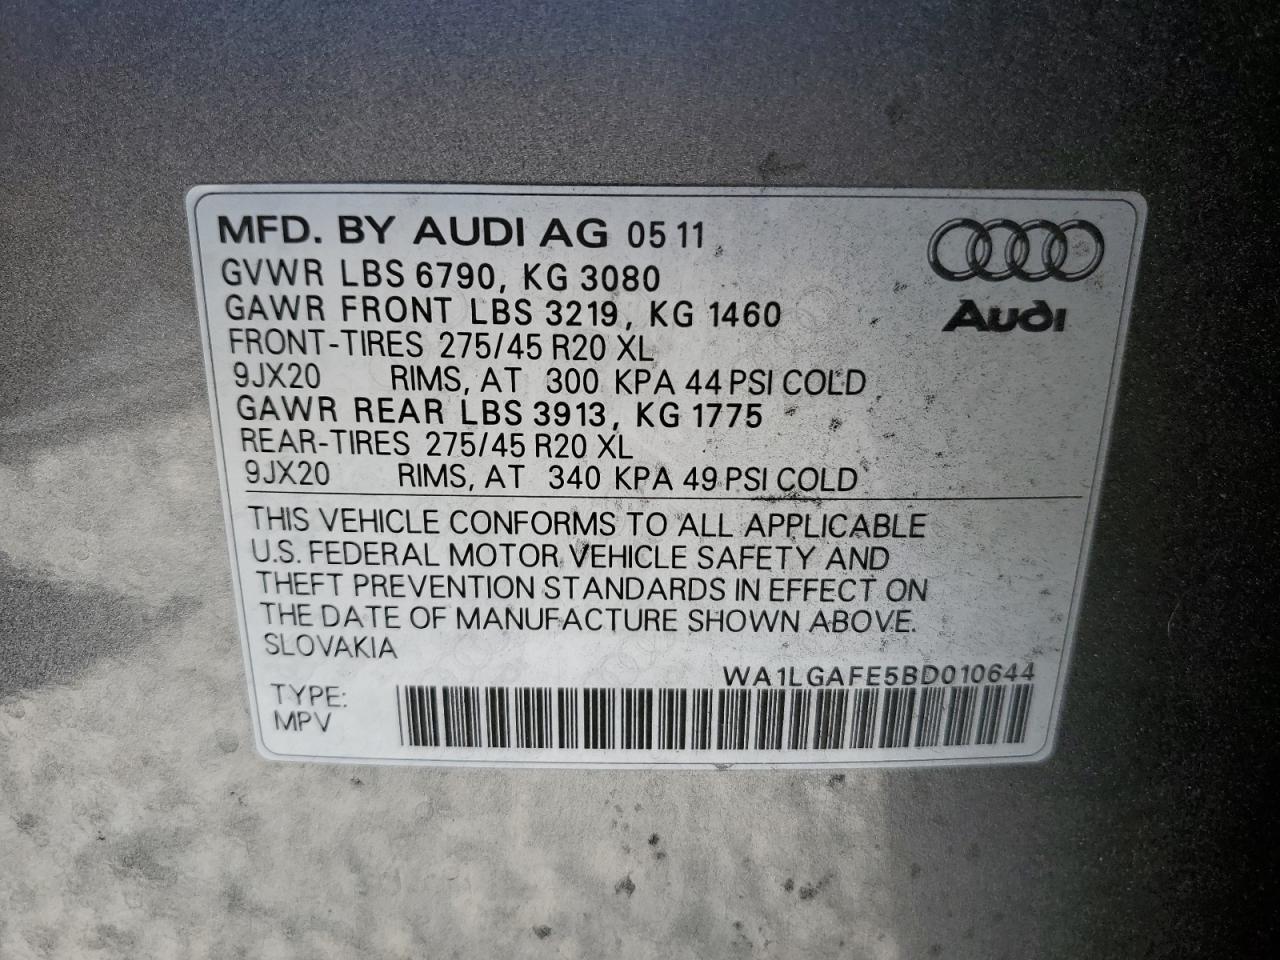 MFD. BY AUDI AG 05 11
GVWR LBS 6790, KG 3080
GAWR FRONT LBS 3219, KG 1460
FRONT-TIRES 275/45 R20 XL
9JX20 RIMS, AT 300 KPA 44 PSI COLD
GAWR REAR LBS 3913, KG 1775
REAR-TIRES 275/45 R20 XL
9JX20 RIMS, AT 340 KPA 49 PSI COLD
Audi
THIS VEHICLE CONFORMS TO ALL APPLICABLE
U.S. FEDERAL MOTOR VEHICLE SAFETY AND
THEFT PREVENTION STANDARDS IN EFFECT ON
THE DATE OF MANUFACTURE SHOWN ABOVE.
SLOVAKIA
WA1LGAFE5BD010644
TYPE:
MPV